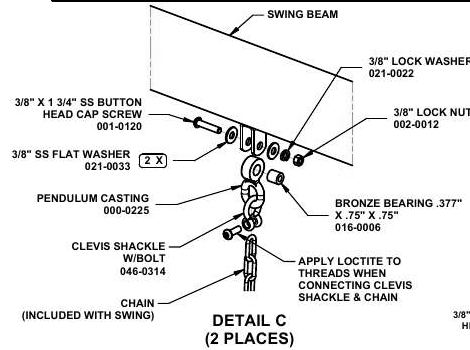 SWING BEAM
3/8" LOCK WASHER
021-0022
3/8" X 1 3/4" SS BUTTON
HEAD CAP SCREW
001-0120
3/8" LOCK NUT
002-0012
3/8" SS FLAT WASHER
021-0033
2 X
PENDULUM CASTING
000-0225
BRONZE BEARING .377"
X .75" X .75"
016-0006
CLEVIS SHACKLE
W/BOLT
046-0314
APPLY LOCTITE TO
THREADS WHEN
CONNECTING CLEVIS
SHACKLE & CHAIN
CHAIN
(INCLUDED WITH SWING)
DETAIL C
(2 PLACES)
3/8"